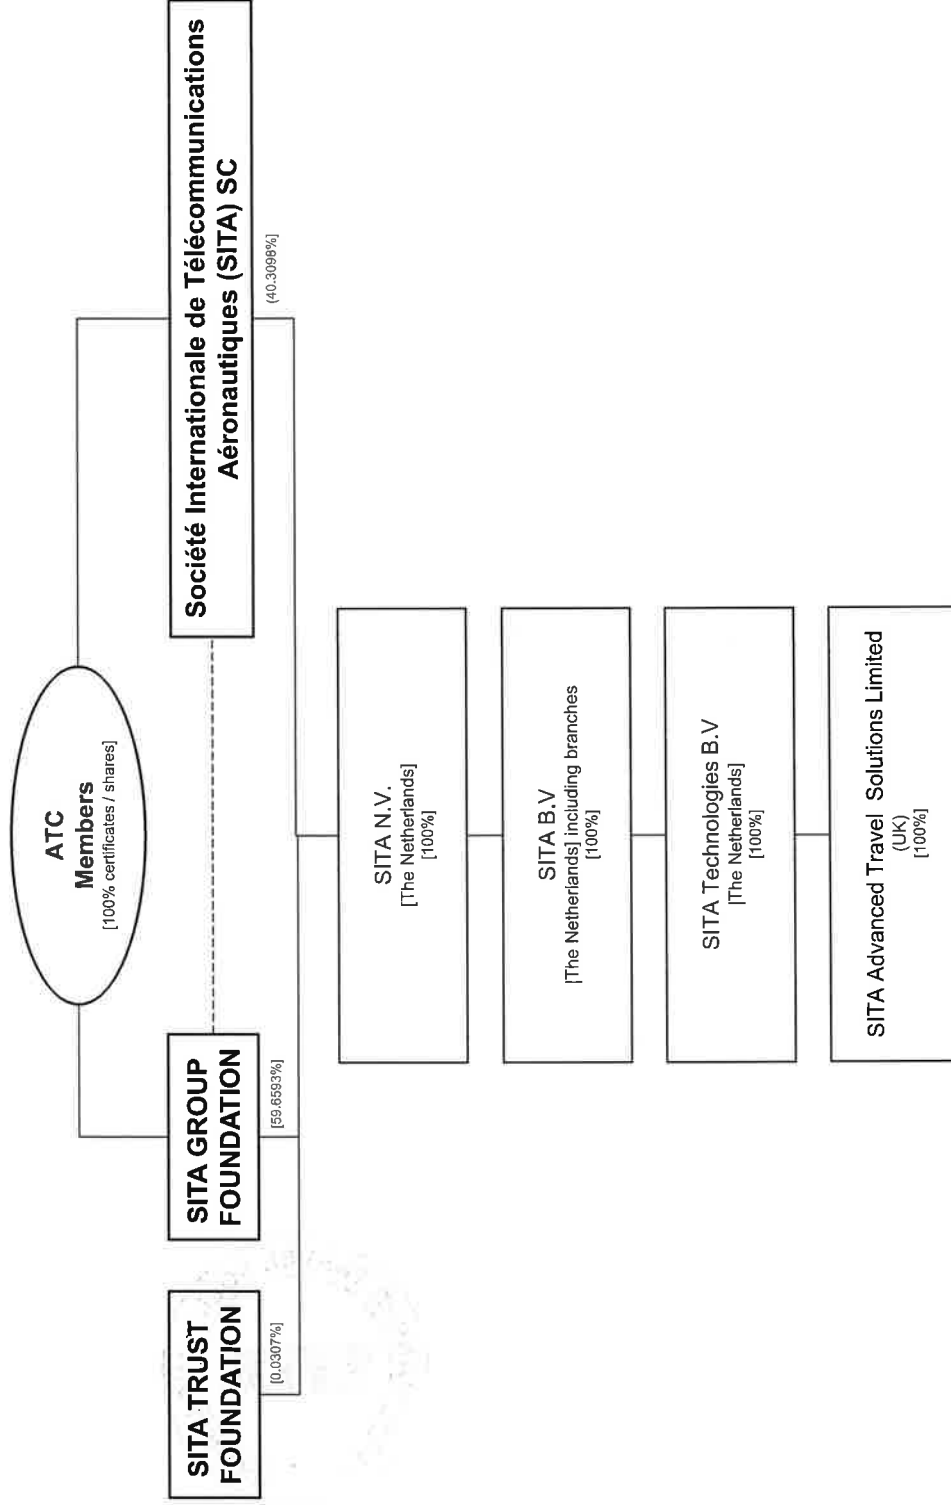 ATC
Members
[100% certificates / shares]
SITA TRUST
FOUNDATION
[0.0307%]
SITA GROUP
FOUNDATION
[59.6593%]
Société Internationale de Télécommunications
Aéronautiques (SITA) SC
(40.3098%]
SITA N.V.
[The Netherlands]
[100%]
SITA B.V
|The Netherlands] including branches
[100%]
SITA Technologies B.V
|The Netherlands]
[100%]
SITA Advanced Travel Solutions Limited
(UK)
[100%]